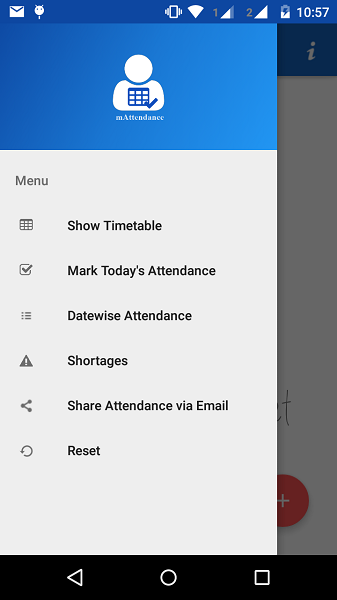 1 2 10:57
i
mAttendance
Menu
Show Timetable
Mark Today's Attendance
Datewise Attendance
Shortages
Share Attendance via Email
Reset
+